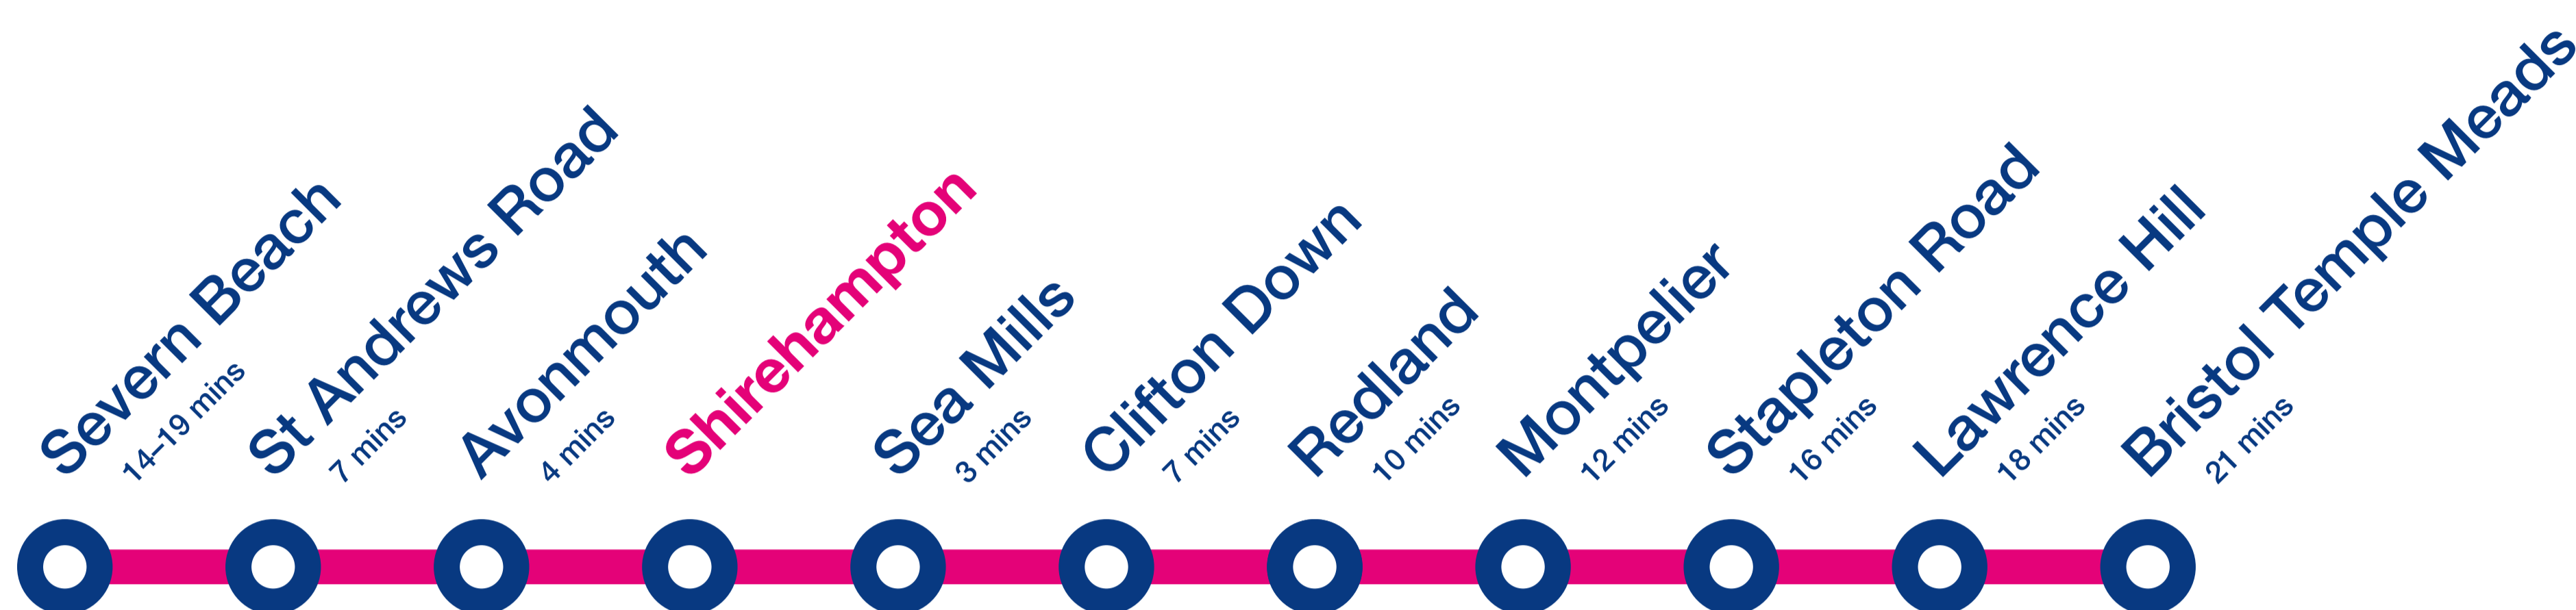 Severn Beach
14–19 mins
St Andrews Road
7 mins
Avonmouth
4 mins
Shirehampton
Sea Mills
3 mins
Clifton Down
7 mins
Redland
10 mins
Montpelier
12 mins
Stapleton Road
16 mins
Lawrence Hill
18 mins
Bristol Temple Meads
21 mins